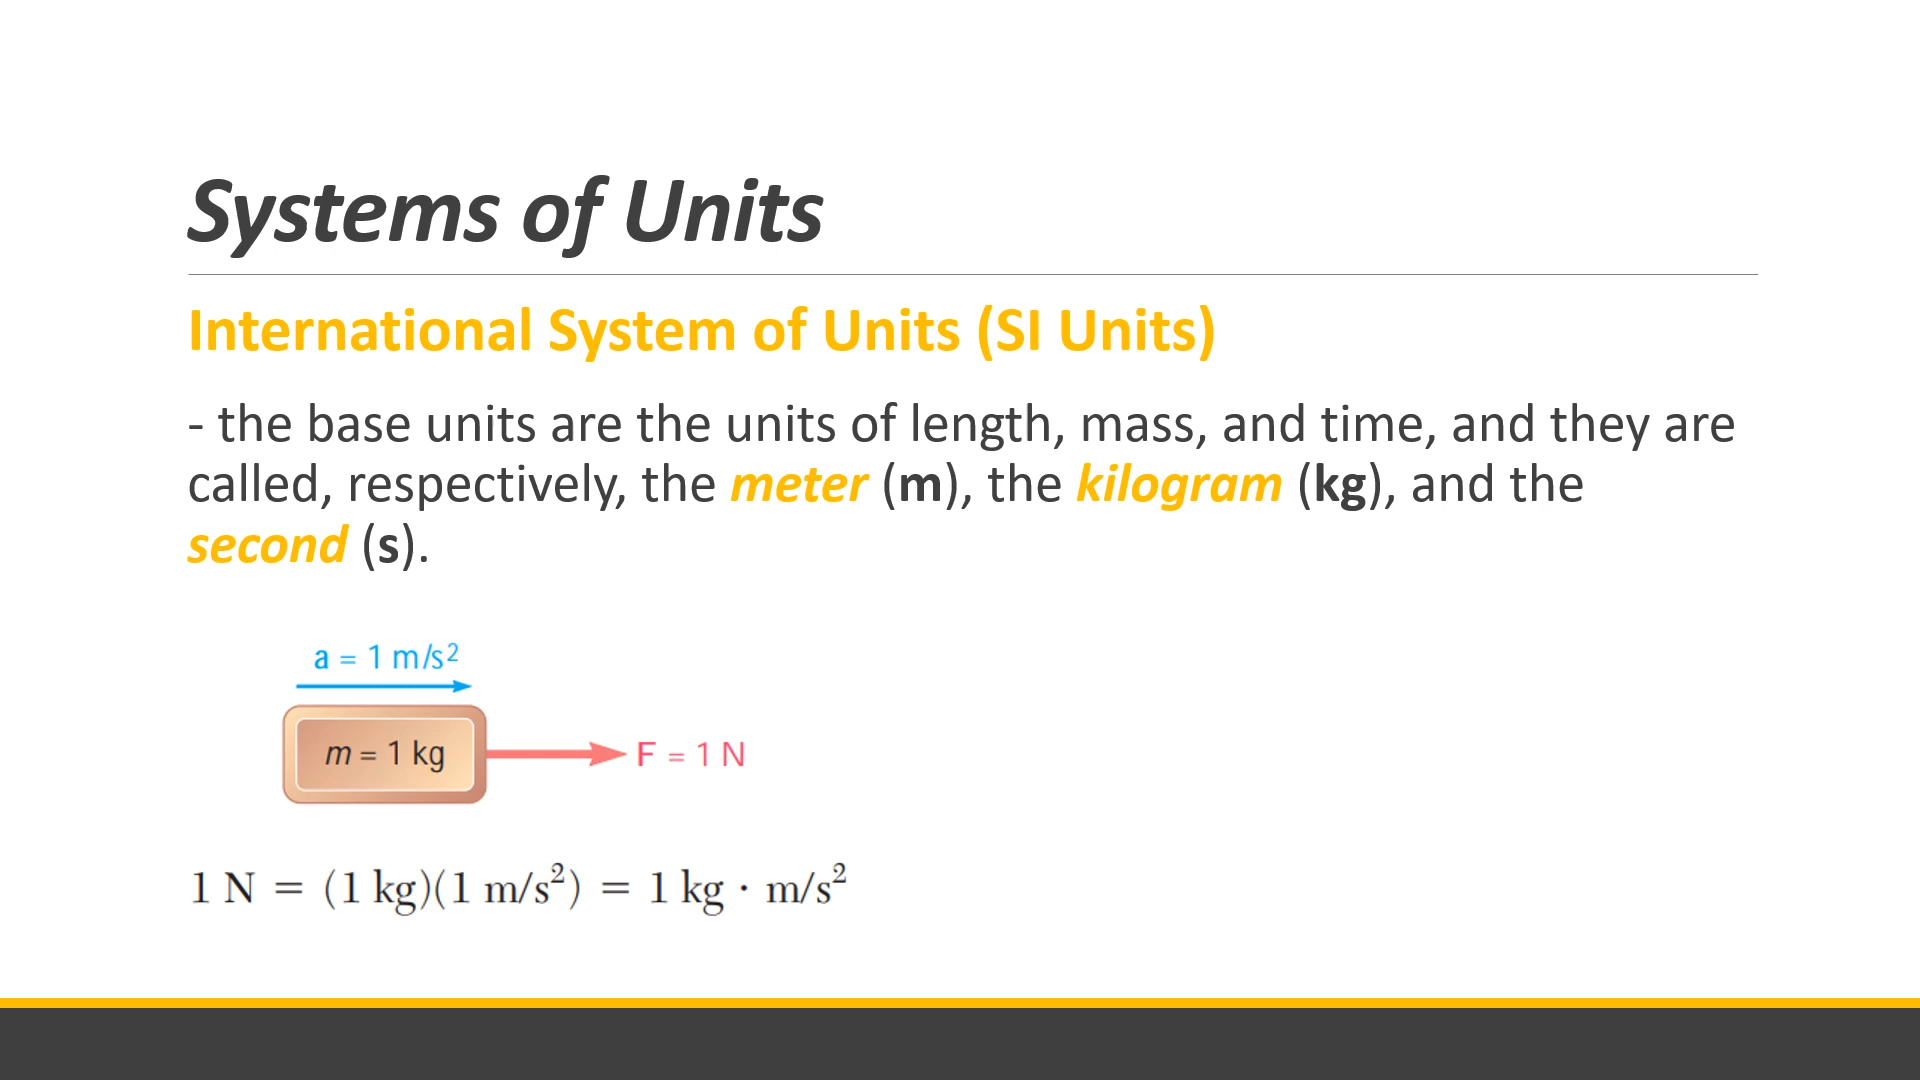 Systems of Units
International System of Units (SI Units)
- the base units are the units of length, mass, and time, and they are
called, respectively, the meter (m), the kilogram (kg), and the
second (s).
a = 1 m/s²
m = 1 kg
F = 1 N
1 N = (1 kg)(1 m/s²) = 1 kg · m/s²